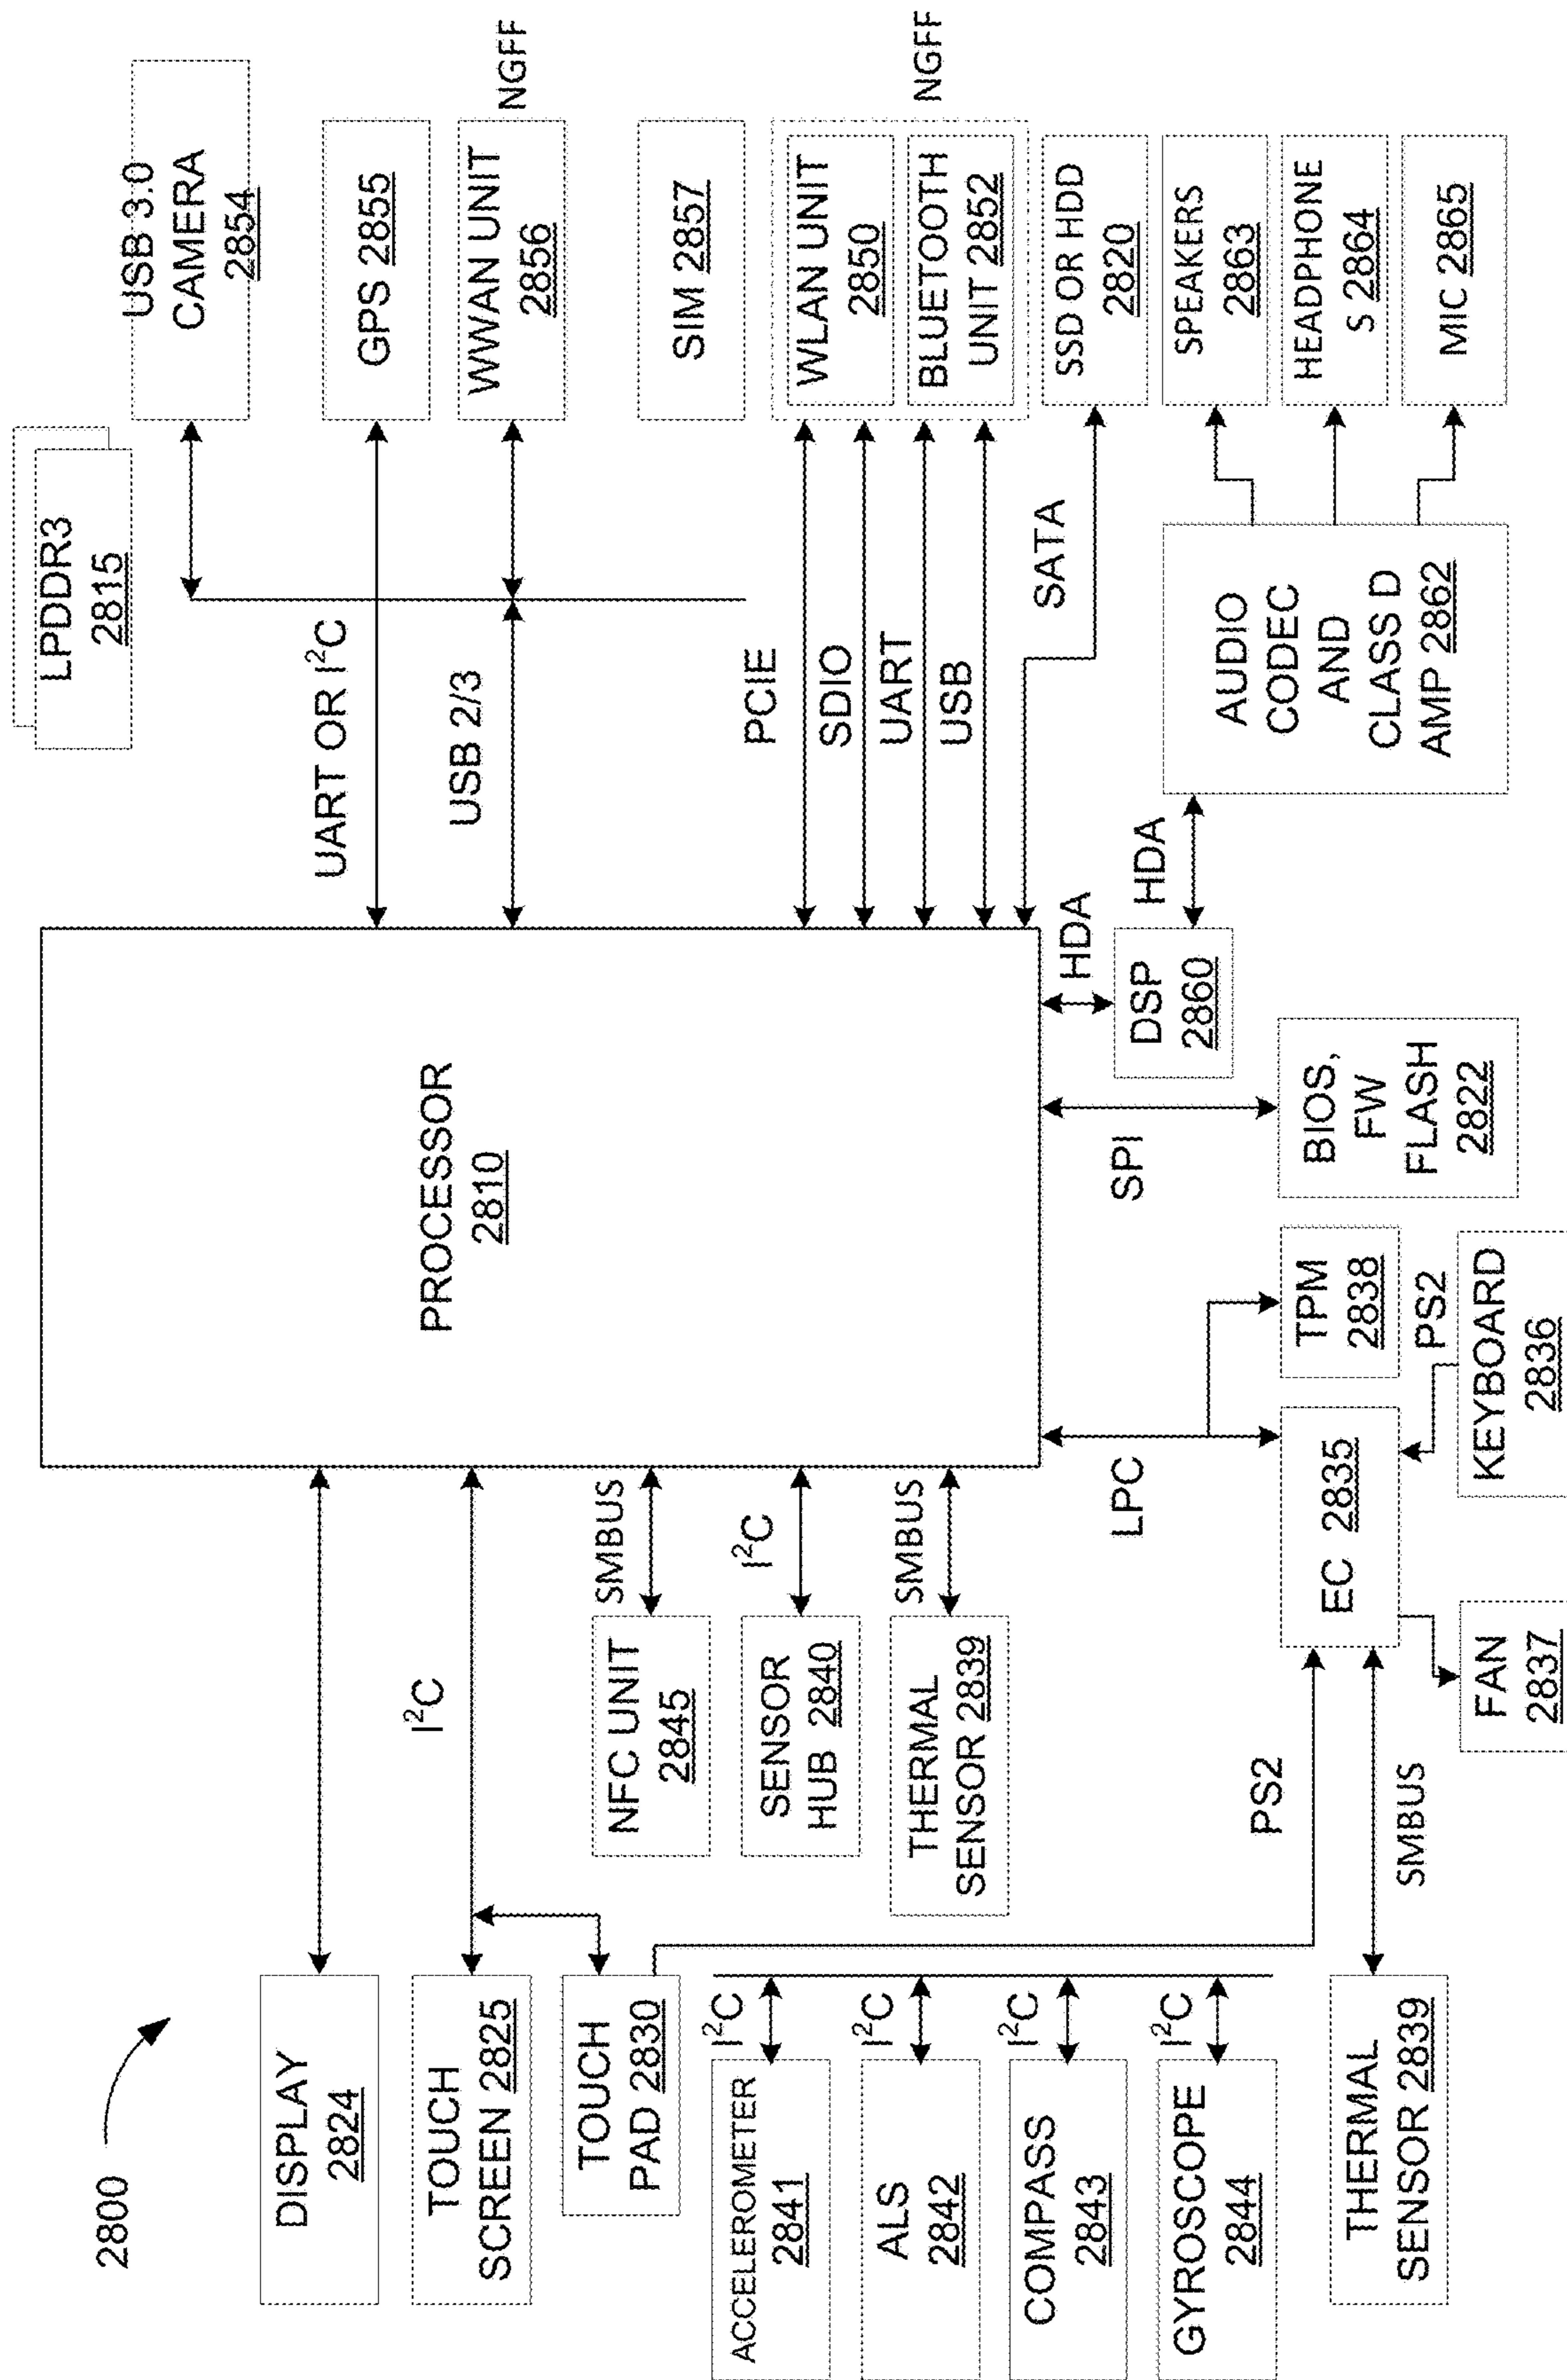 2800
DISPLAY
2824
TOUCH
SCREEN 2825
TOUCH
PAD 2830
I²C
ACCELEROMETER
2841
I²C
ALS
2842
I²C
COMPASS
2843
I²C
GYROSCOPE
2844
I²C
THERMAL
SENSOR 2839
SMBUS
NFC UNIT
2845
SMBUS
SENSOR
HUB 2840
I²C
THERMAL
SENSOR 2839
SMBUS
PS2
FAN
2837
EC 2835
LPC
KEYBOARD
2836
PS2
TPM
2838
PROCESSOR
2810
SPI
BIOS,
FW
FLASH
2822
DSP
2860
HDA
HDA
AUDIO
CODEC
AND
CLASS D
AMP 2862
LPDDR3
2815
UART OR I²C
USB 2/3
PCIE
SDIO
UART
USB
SATA
USB 3.0
CAMERA
2854
GPS 2855
WWAN UNIT
2856
NGFF
SIM 2857
WLAN UNIT
2850
BLUETOOTH
UNIT 2852
NGFF
SSD OR HDD
2820
SPEAKERS
2863
HEADPHONE
S 2864
MIC 2865